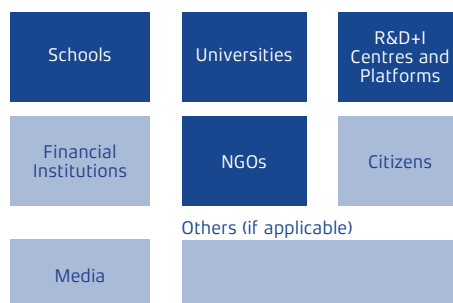 Schools
Universities
R&D+I
Centres and
Platforms
Financial
Institutions
NGOs
Citizens
Others (if applicable)
Media